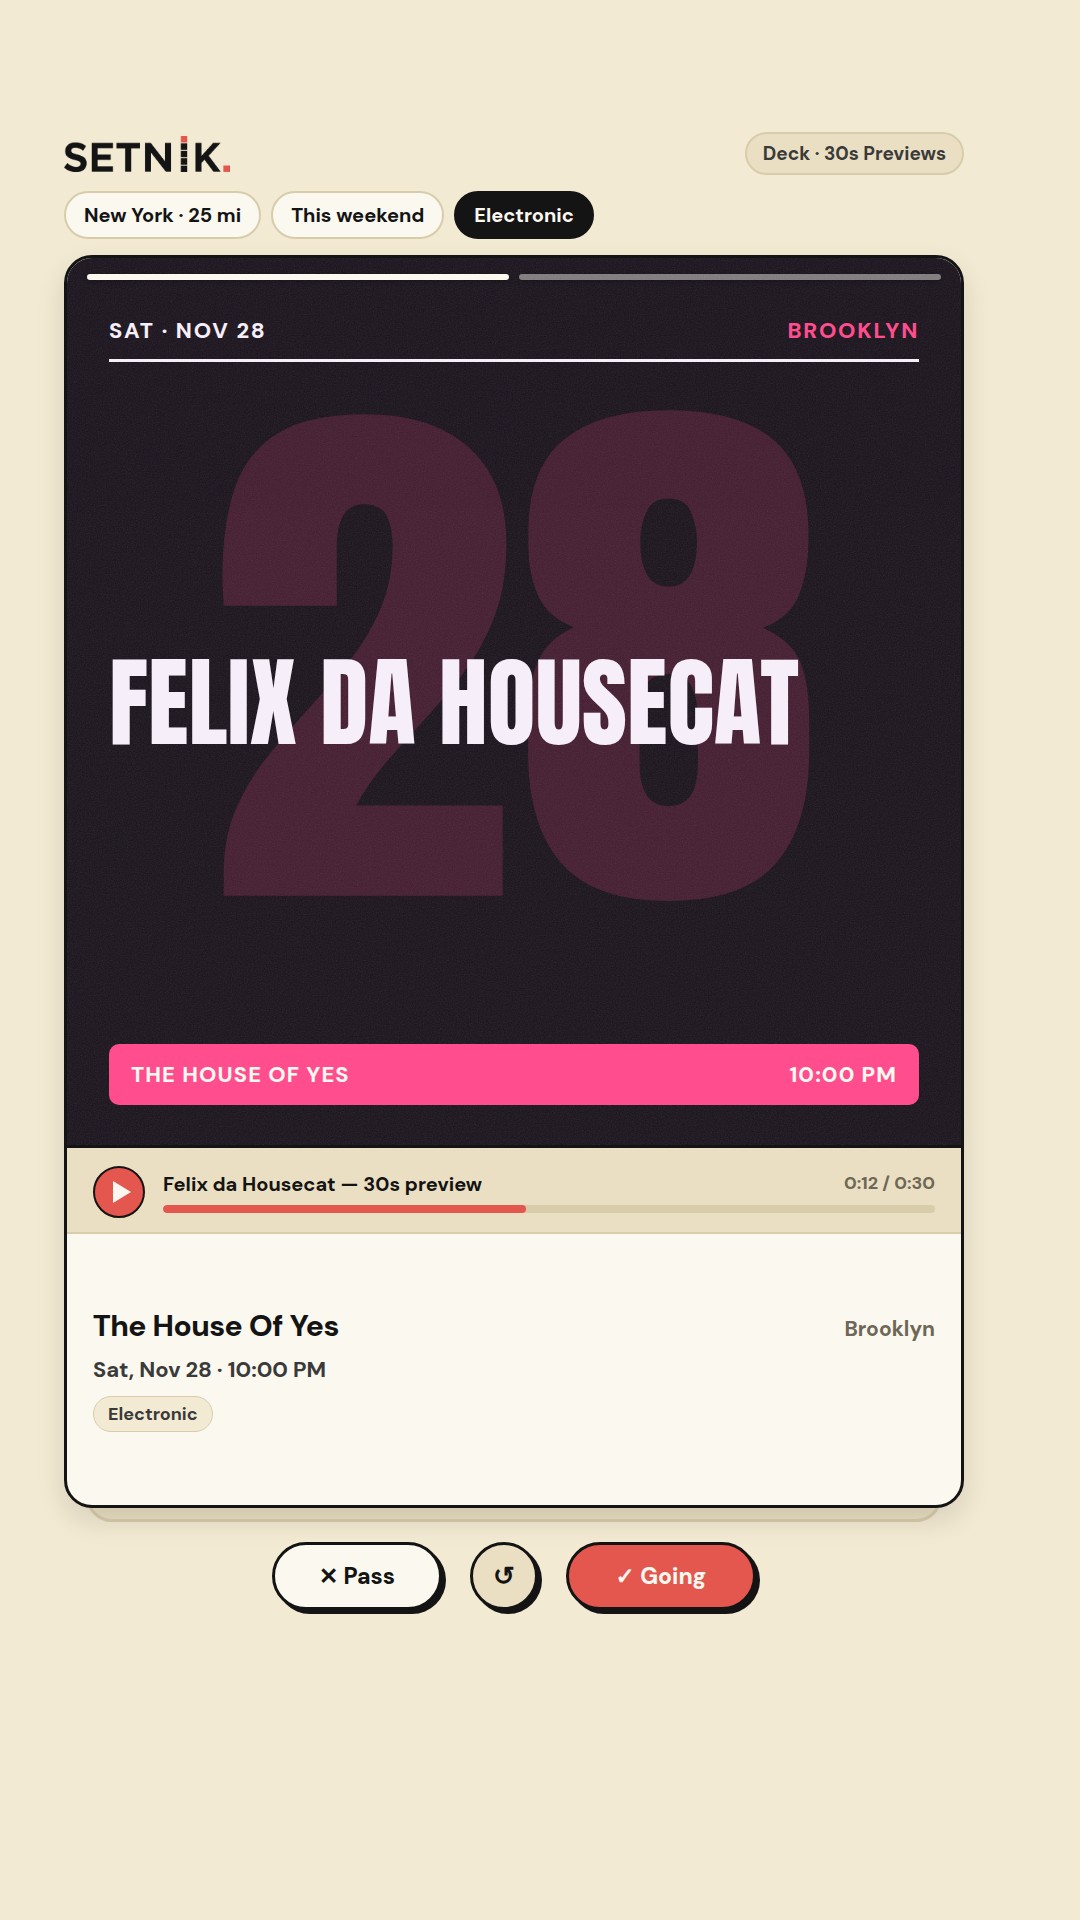 SETNIK.
Deck · 30s Previews
New York · 25 mi
This weekend
Electronic
SAT · NOV 28
BROOKLYN
28
FELIX DA HOUSECAT
THE HOUSE OF YES
10:00 PM
Felix da Housecat — 30s preview
0:12 / 0:30
The House Of Yes
Brooklyn
Sat, Nov 28 · 10:00 PM
Electronic
✕ Pass
↺
✓ Going